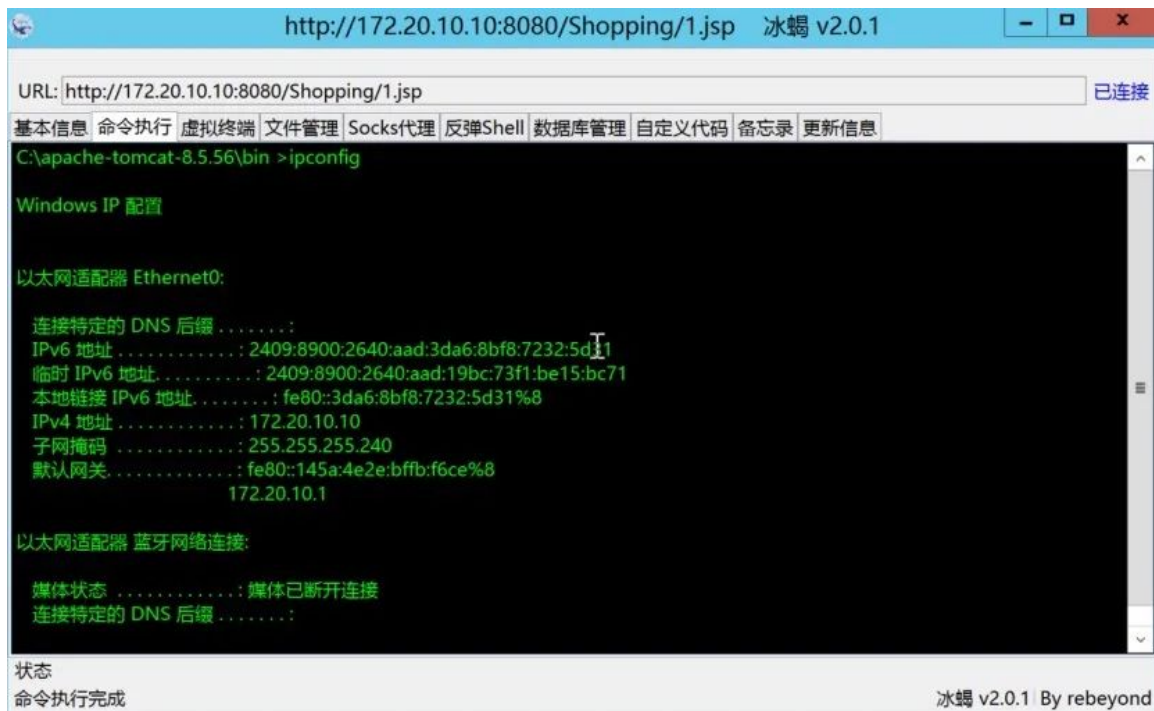 http://172.20.10.10:8080/Shopping/1.jsp 冰蝎 v2.0.1
URL: http://172.20.10.10:8080/Shopping/1.jsp 已连接
基本信息 命令执行 虚拟终端 文件管理 Socks代理 反弹Shell 数据库管理 自定义代码 备忘录 更新信息
C:\apache-tomcat-8.5.56\bin >ipconfig
Windows IP 配置
以太网适配器 Ethernet0:
连接特定的 DNS 后缀 . . . . . . . :
IPv6 地址 . . . . . . . . . . . . : 2409:8900:2640:aad:3da6:8bf8:7232:5d31
临时 IPv6 地址. . . . . . . . . . : 2409:8900:2640:aad:19bc:73f1:be15:bc71
本地链接 IPv6 地址. . . . . . . . : fe80::3da6:8bf8:7232:5d31%8
IPv4 地址 . . . . . . . . . . . . : 172.20.10.10
子网掩码 . . . . . . . . . . . . : 255.255.255.240
默认网关. . . . . . . . . . . . . : fe80::145a:4e2e:bffb:f6ce%8
172.20.10.1
以太网适配器 蓝牙网络连接:
媒体状态 . . . . . . . . . . . . : 媒体已断开连接
连接特定的 DNS 后缀 . . . . . . . :
状态
命令执行完成 冰蝎 v2.0.1 By rebeyond